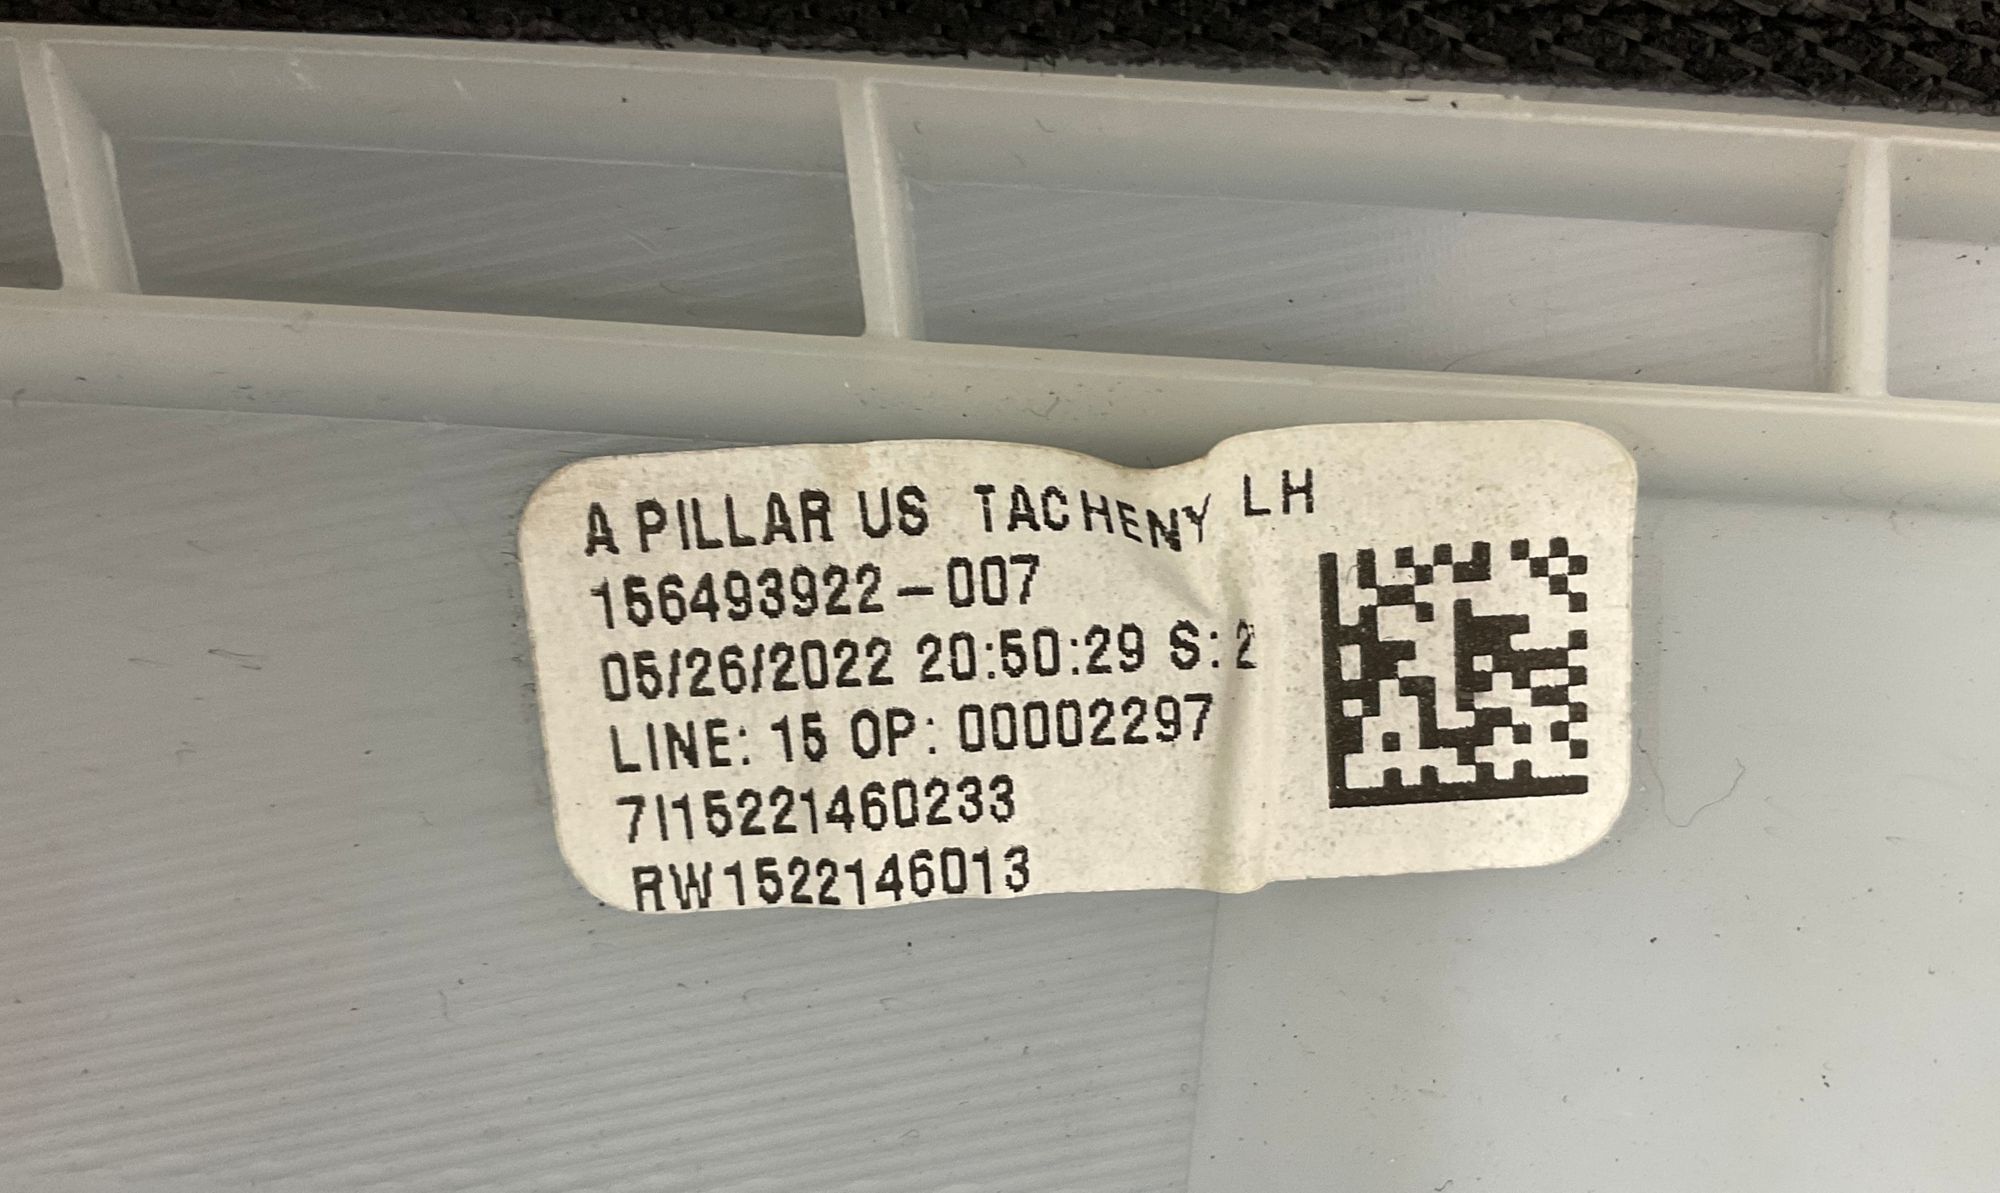 A PILLAR US TACHENY LH
156493922-007
05/26/2022 20:50:29 S: 2
LINE: 15 OP: 00002297
7I15221460233
RW1522146013